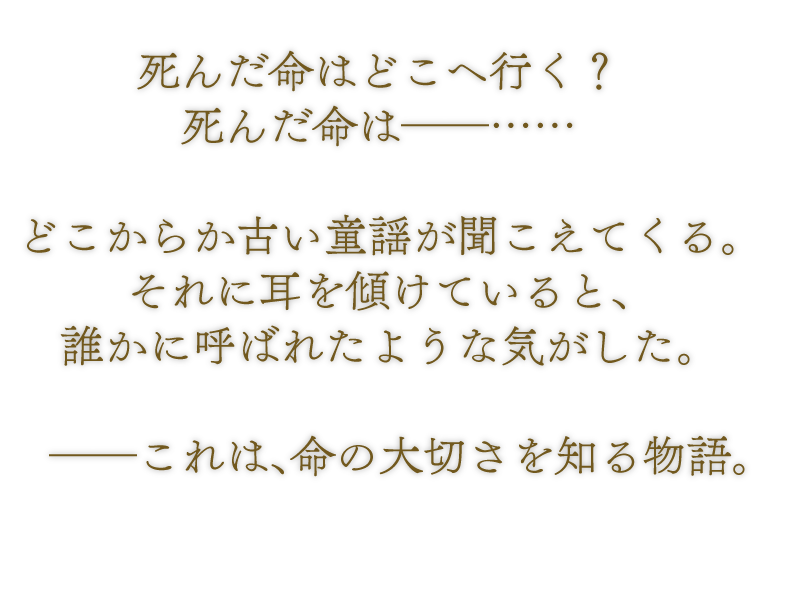 死んだ命はどこへ行く？
死んだ命は――……
どこからか古い童謡が聞こえてくる。
それに耳を傾けていると、
誰かに呼ばれたような気がした。
――これは、命の大切さを知る物語。